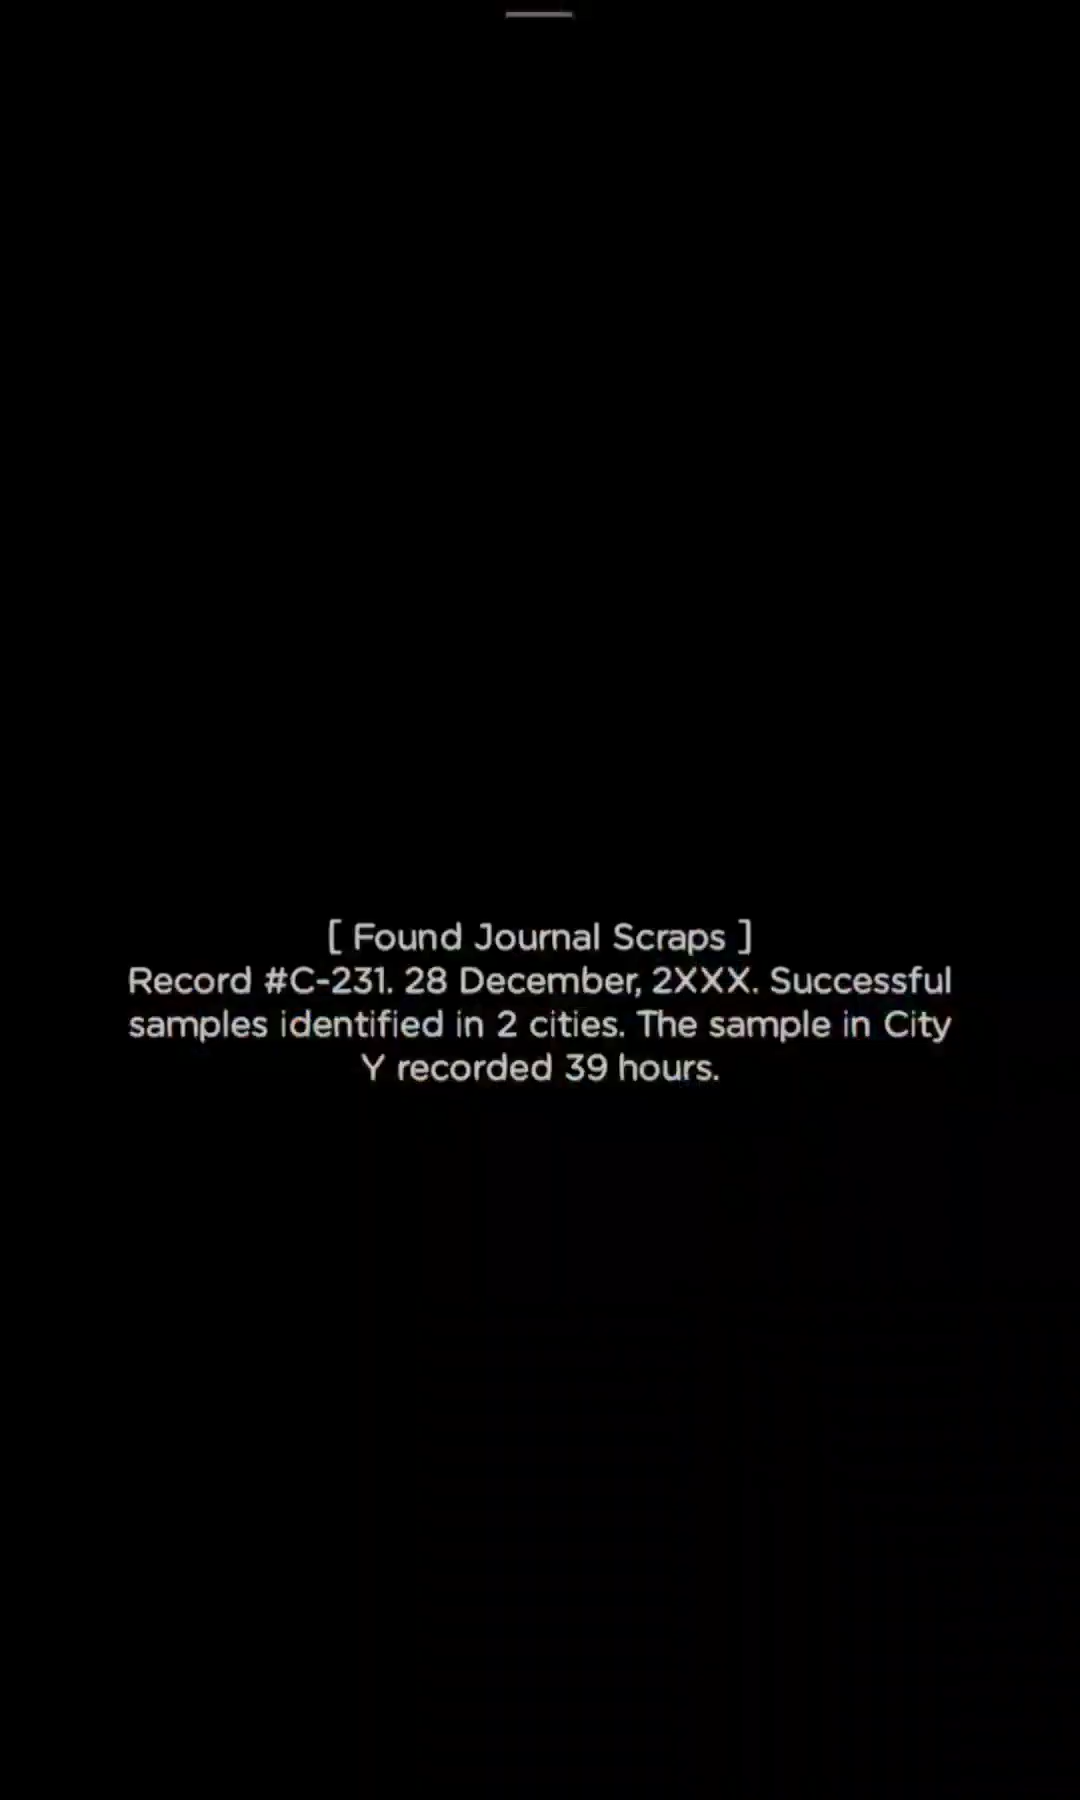 [ Found Journal Scraps ]
Record #C-231. 28 December, 2XXX. Successful
samples identified in 2 cities. The sample in City
Y recorded 39 hours.